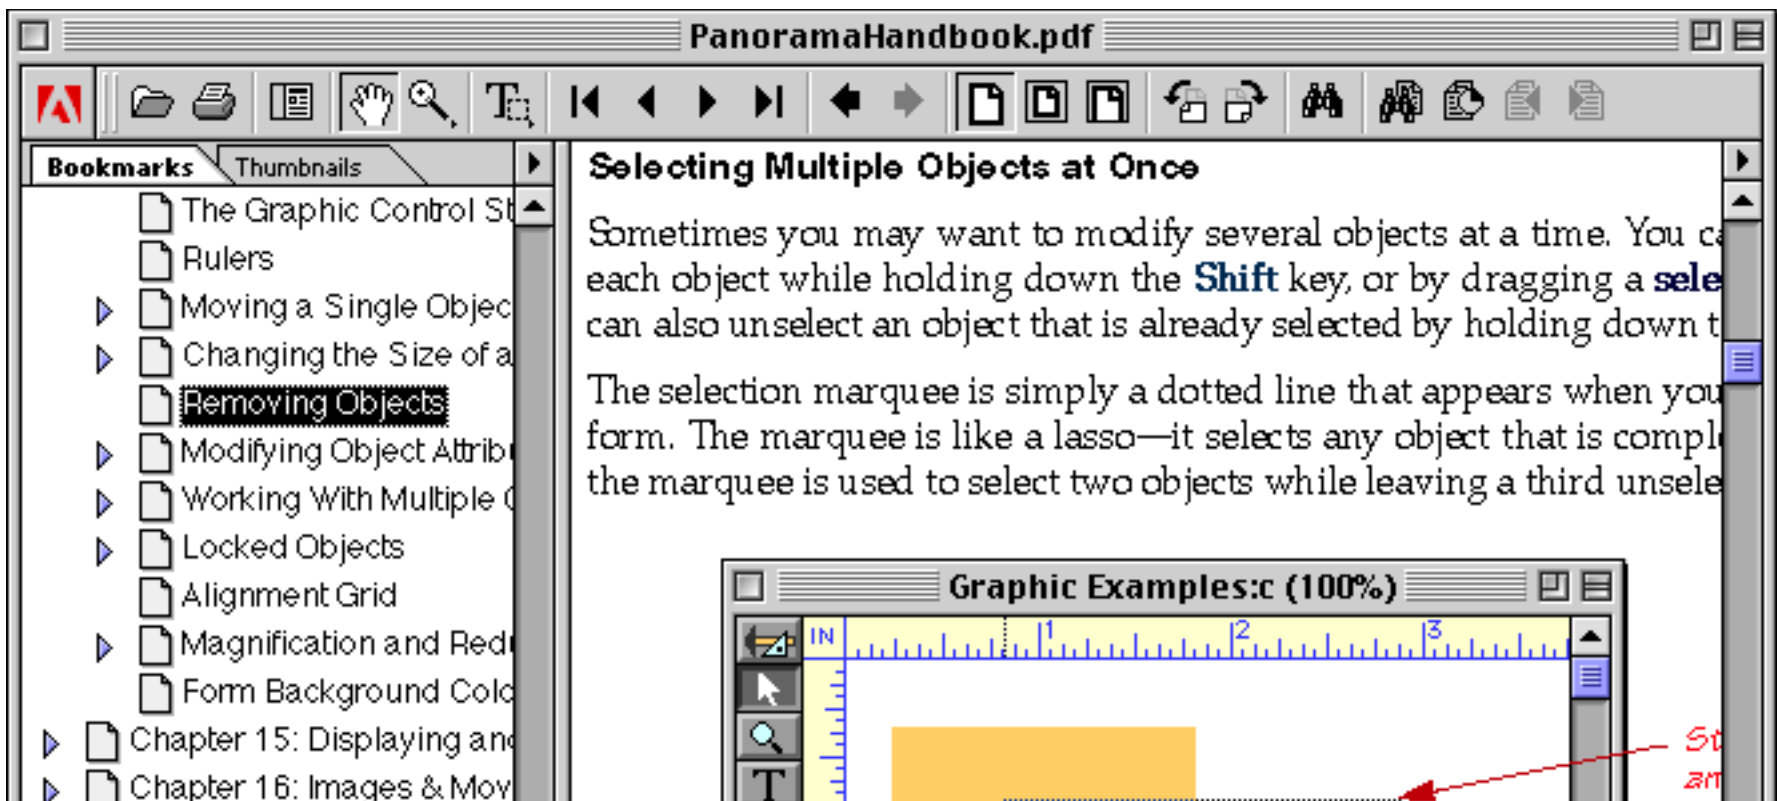 PanoramaHandbook.pdf
Bookmarks
Thumbnails
The Graphic Control St
Rulers
Moving a Single Objec
Changing the Size of a
Removing Objects
Modifying Object Attrib
Working With Multiple
Locked Objects
Alignment Grid
Magnification and Red
Form Background Colo
Chapter 15: Displaying and
Chapter 16: Images & Mov
Selecting Multiple Objects at Once
Sometimes you may want to modify several objects at a time. You ca
each object while holding down the Shift key, or by dragging a sele
can also unselect an object that is already selected by holding down t
The selection marquee is simply a dotted line that appears when you
form. The marquee is like a lasso—it selects any object that is compl
the marquee is used to select two objects while leaving a third unsele
Graphic Examples:c (100%)
IN 1 2 3
T
St
an